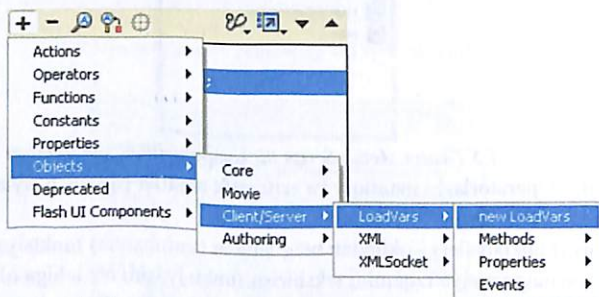 Actions
Operators
Functions
Constants
Properties
Objects
Deprecated
Flash UI Components
Core
Movie
Client/Server
Authoring
LoadVars
XML
XMLSocket
new LoadVars
Methods
Properties
Events